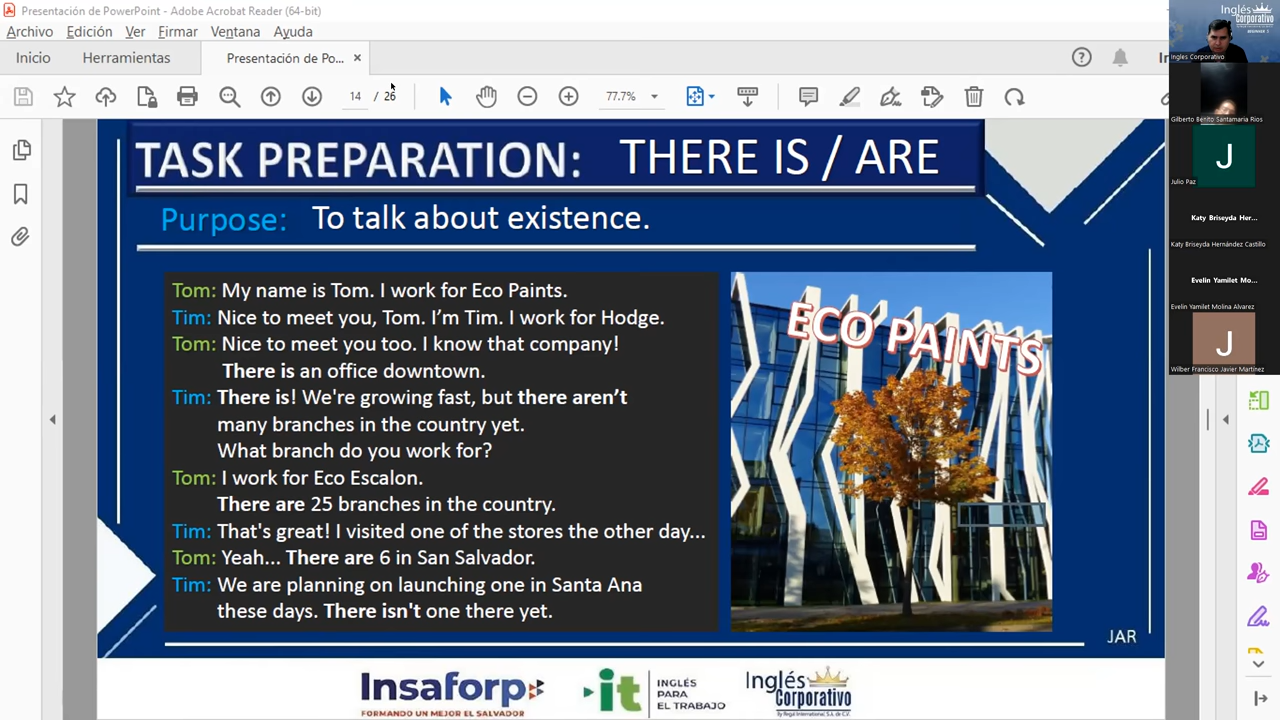 Presentación de PowerPoint - Adobe Acrobat Reader (64-bit)
Archivo Edición Ver Firmar Ventana Ayuda
Inicio Herramientas Presentación de Po... ×
14 / 26 77.7%
TASK PREPARATION: THERE IS / ARE
Purpose: To talk about existence.
Tom: My name is Tom. I work for Eco Paints.
Tim: Nice to meet you, Tom. I'm Tim. I work for Hodge.
Tom: Nice to meet you too. I know that company!
There is an office downtown.
Tim: There is! We're growing fast, but there aren't
many branches in the country yet.
What branch do you work for?
Tom: I work for Eco Escalon.
There are 25 branches in the country.
Tim: That's great! I visited one of the stores the other day...
Tom: Yeah... There are 6 in San Salvador.
Tim: We are planning on launching one in Santa Ana
these days. There isn't one there yet.
ECO PAINTS
JAR
Insaforp
FORMANDO UN MEJOR EL SALVADOR
it INGLÉS
PARA
EL TRABAJO
Inglés
Corporativo
by Regal International, S.A. de C.V.
Inglés
Corporativo
Ingles Corporativo
Gilberto Benito Santamaria Rios
J
Julio Paz
Katy Briseyda Her...
Katy Briseyda Hernández Castillo
Evelin Yamilet Mo...
Evelin Yamilet Molina Alvarez
J
Wilber Francisco Javier Martinez